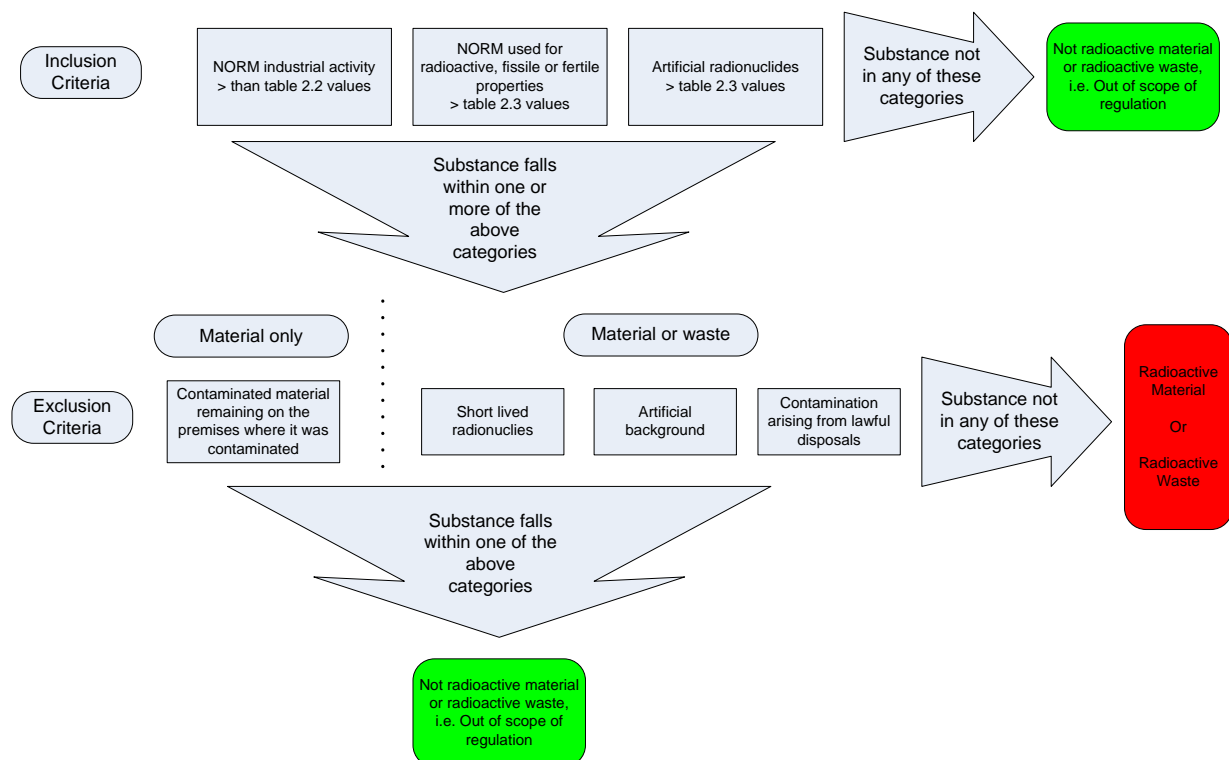 Inclusion
Criteria
NORM industrial activity
> than table 2.2 values
NORM used for
radioactive, fissile or fertile
properties
> table 2.3 values
Artificial radionuclides
> table 2.3 values
Substance not
in any of these
categories
Not radioactive material
or radioactive waste,
i.e. Out of scope of
regulation
Substance falls
within one or
more of the
above
categories
Material only
Material or waste
Exclusion
Criteria
Contaminated material
remaining on the
premises where it was
contaminated
Short lived
radionuclies
Artificial
background
Contamination
arising from lawful
disposals
Substance not
in any of these
categories
Radioactive
Material
Or
Radioactive
Waste
Substance falls
within one of the
above
categories
Not radioactive material
or radioactive waste,
i.e. Out of scope of
regulation